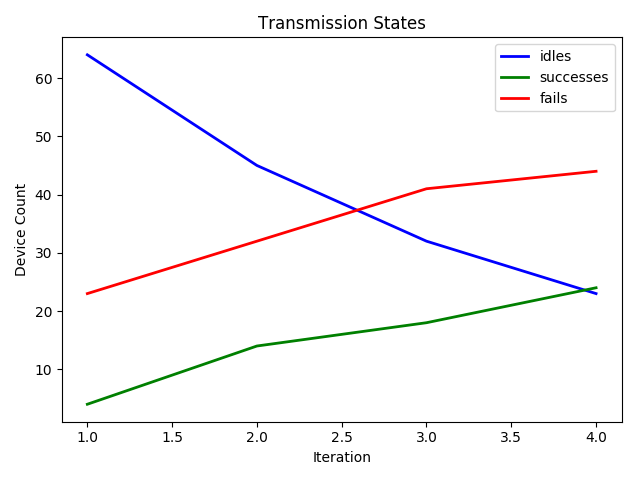 Transmission States
idles
successes
fails
Device Count
60
50
40
30
20
10
1.0 1.5 2.0 2.5 3.0 3.5 4.0
Iteration